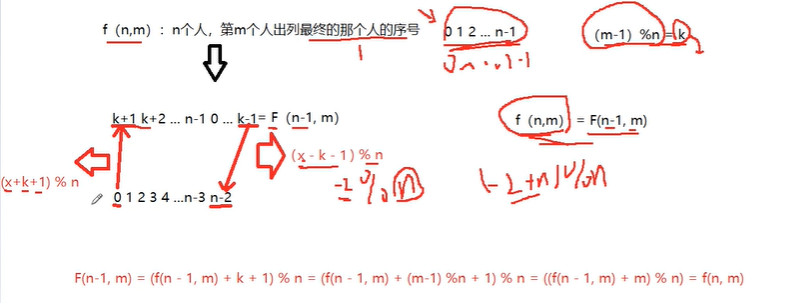 f (n,m) ： n个人，第m个人出列最终的那个人的序号 0 1 2 ... n-1 (m-1) %n = k
k+1 k+2 ... n-1 0 ... k-1= F (n-1, m) f (n,m) = F(n-1, m)
(x - k - 1) % n
(x+k+1) % n
-2 % n (-2+n)%n
0 1 2 3 4 ...n-3 n-2
F(n-1, m) = (f(n - 1, m) + k + 1) % n = (f(n - 1, m) + (m-1) %n + 1) % n = ((f(n - 1, m) + m) % n) = f(n, m)